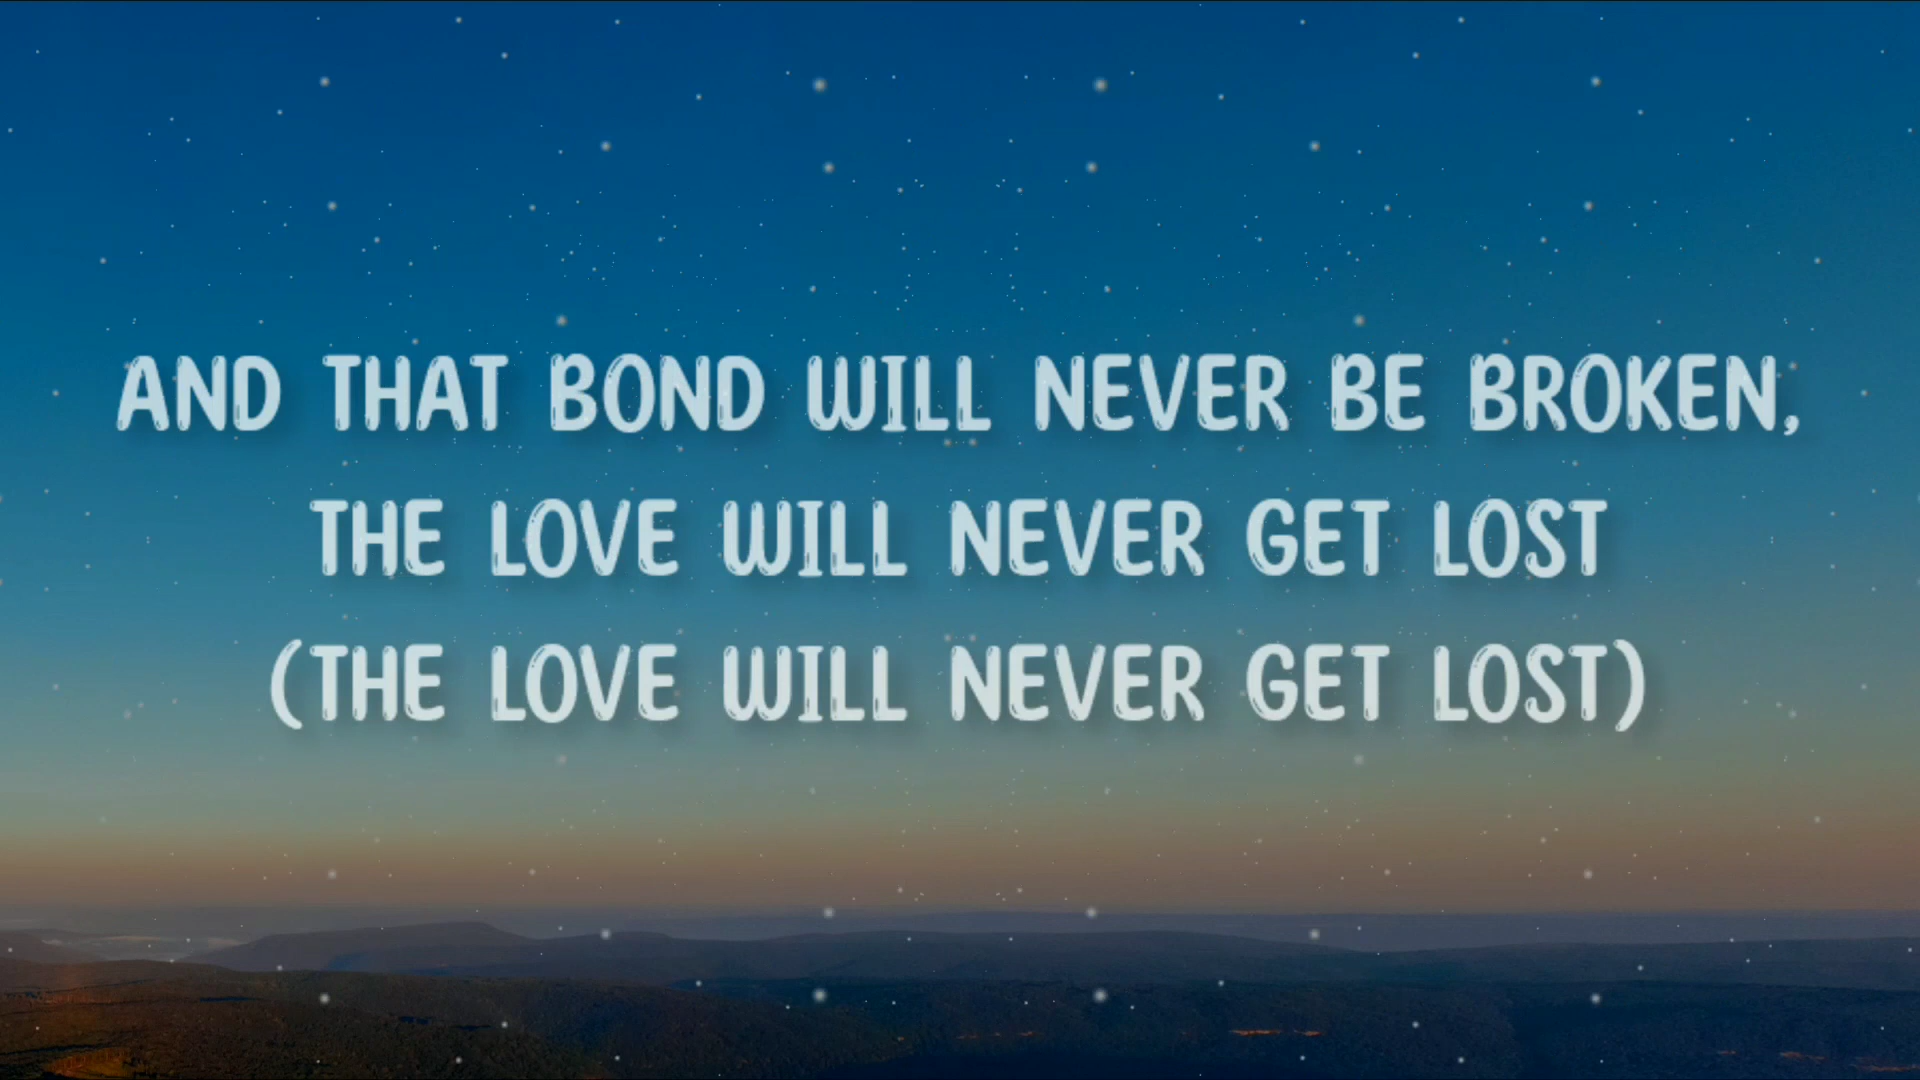 AND THAT BOND WILL NEVER BE BROKEN,
THE LOVE WILL NEVER GET LOST
(THE LOVE WILL NEVER GET LOST)